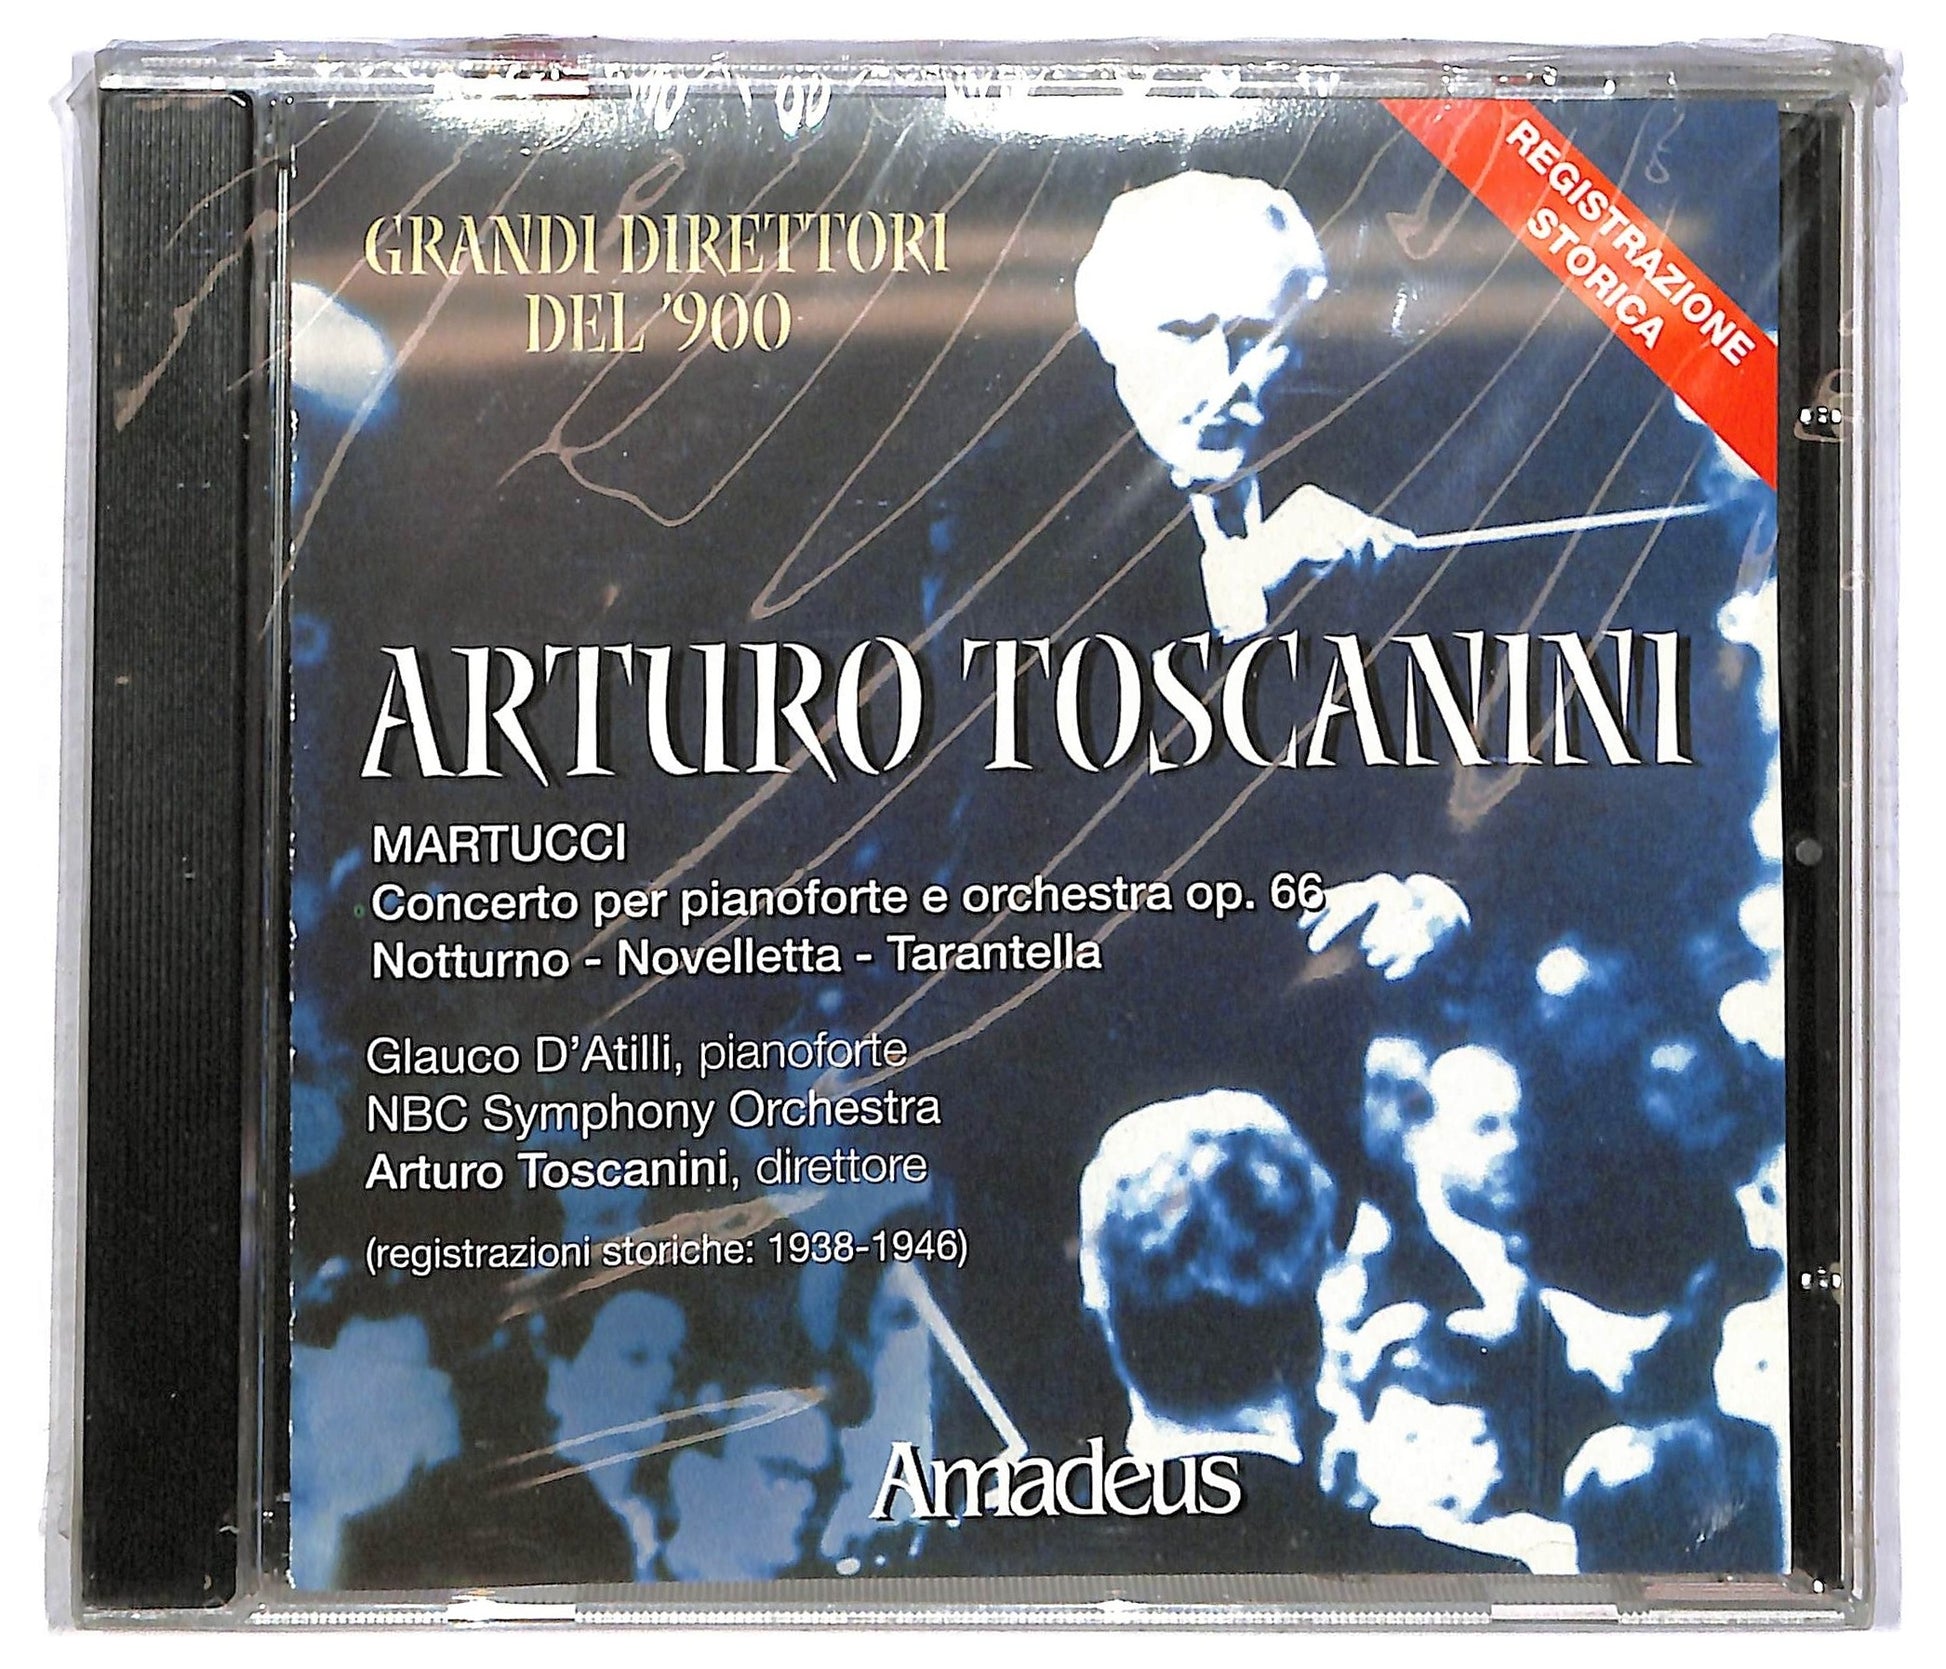 GRANDI DIRETTORI
DEL '900
REGISTRAZIONE
STORICA
ARTURO TOSCANINI
MARTUCCI
Concerto per pianoforte e orchestra op. 66
Notturno - Novelletta - Tarantella
Glauco D'Atilli, pianoforte
NBC Symphony Orchestra
Arturo Toscanini, direttore
(registrazioni storiche: 1938-1946)
Amadeus